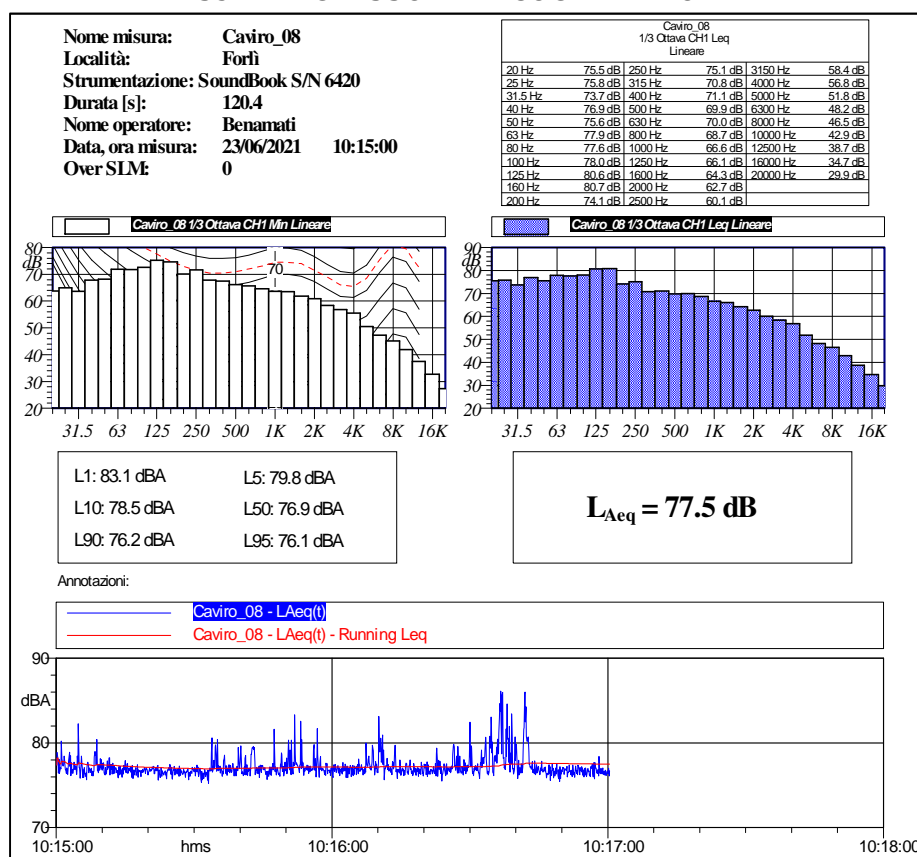 Nome misura: Caviro_08
Località: Forlì
Strumentazione: SoundBook S/N 6420
Durata [s]: 120.4
Nome operatore: Benamati
Data, ora misura: 23/06/2021 10:15:00
Over SLM: 0
Caviro_08
1/3 Ottava CH1 Leq
Lineare
20 Hz 75.5 dB 250 Hz 75.1 dB 3150 Hz 58.4 dB
25 Hz 75.8 dB 315 Hz 70.8 dB 4000 Hz 56.8 dB
31.5 Hz 73.7 dB 400 Hz 71.1 dB 5000 Hz 51.8 dB
40 Hz 76.9 dB 500 Hz 69.9 dB 6300 Hz 48.2 dB
50 Hz 75.6 dB 630 Hz 70.0 dB 8000 Hz 46.5 dB
63 Hz 77.9 dB 800 Hz 68.7 dB 10000 Hz 42.9 dB
80 Hz 77.6 dB 1000 Hz 66.6 dB 12500 Hz 38.7 dB
100 Hz 78.0 dB 1250 Hz 66.1 dB 16000 Hz 34.7 dB
125 Hz 80.6 dB 1600 Hz 64.3 dB 20000 Hz 29.9 dB
160 Hz 80.7 dB 2000 Hz 62.7 dB
200 Hz 74.1 dB 2500 Hz 60.1 dB
Caviro_08 1/3 Ottava CH1 Min Lineare
80
dB
70
60
50
40
30
20
70
31.5 63 125 250 500 1K 2K 4K 8K 16K
Caviro_08 1/3 Ottava CH1 Leq Lineare
90
dB
80
70
60
50
40
30
20
31.5 63 125 250 500 1K 2K 4K 8K 16K
L1: 83.1 dBA L5: 79.8 dBA
L10: 78.5 dBA L50: 76.9 dBA
L90: 76.2 dBA L95: 76.1 dBA
LAeq = 77.5 dB
Annotazioni:
Caviro_08 - LAeq(t)
Caviro_08 - LAeq(t) - Running Leq
90
dBA
80
70
10:15:00 hms 10:16:00 10:17:00 10:18:00